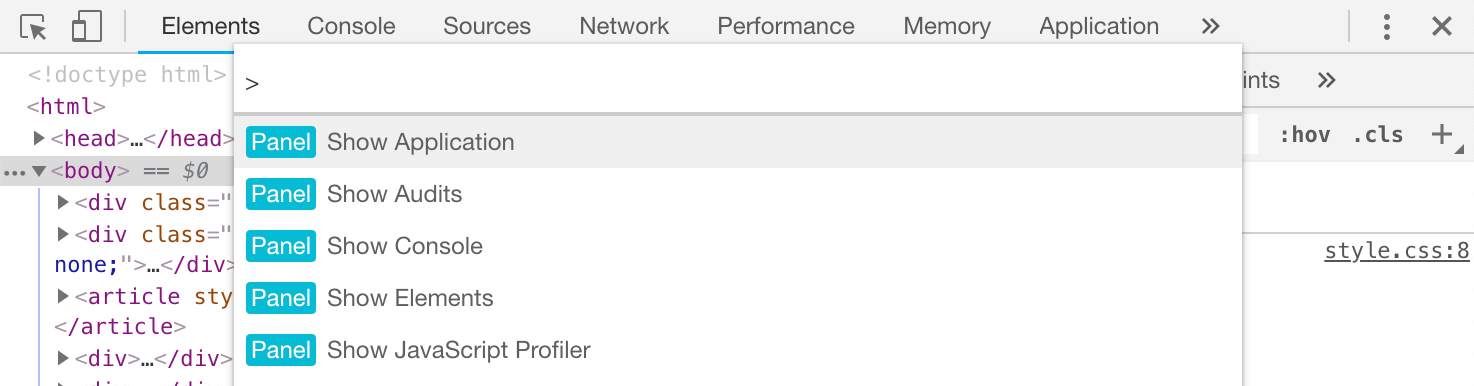 Elements Console Sources Network Performance Memory Application »
<!doctype html>
<html>
<head>…</head>
… <body> == $0
<div class="
<div class="
none;">…</div>
<article sty
</article>
<div>…</div>
>
Panel Show Application
Panel Show Audits
Panel Show Console
Panel Show Elements
Panel Show JavaScript Profiler
ints »
:hov .cls +
style.css:8